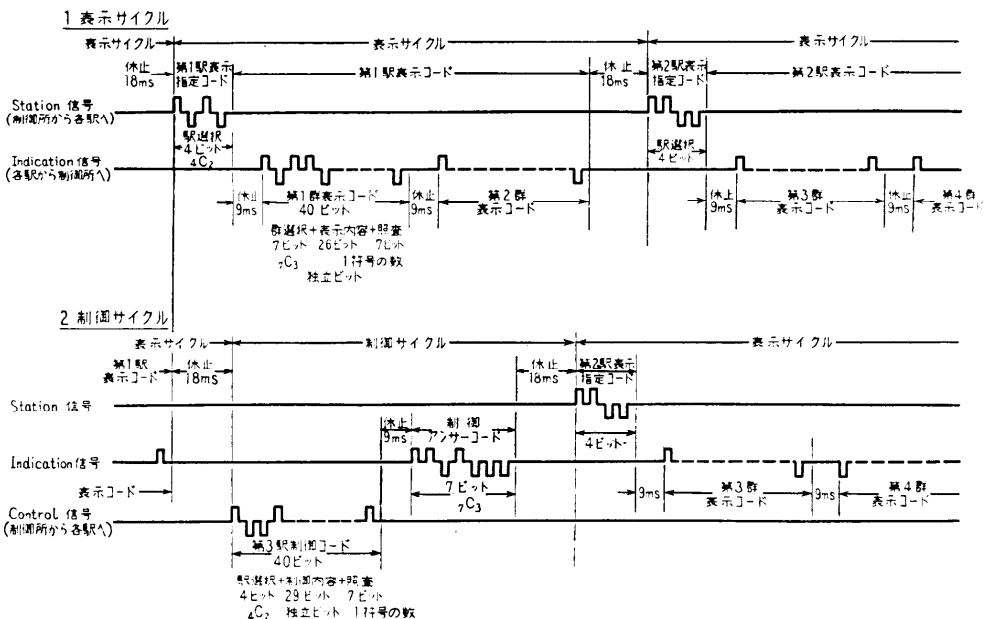 1 表示サイクル
表示サイクル 表示サイクル 表示サイクル
休止 18ms
第1駅表示 指定コード
第1駅表示コード
休止 18ms
第2駅表示 指定コード
第2駅表示コード
Station 信号
(制御所から各駅へ)
駅選択
4ビット
₄C₂
駅選択
4ビット
Indication 信号
(各駅から制御所へ)
休止 9ms
第1群表示コード
40ビット
休止 9ms
第2群
表示コード
休止 9ms
第3群
表示コード
休止 9ms
第4群
表示コード
群選択+表示内容+照査
7ビット 26ビット 7ビット
₇C₃ 1符号の数
独立ビット
2 制御サイクル
表示サイクル 制御サイクル 表示サイクル
第1駅
表示コード
休止
18ms
休止
18ms
第2駅表示
指定コード
Station 信号
休止
9ms
制御
アンサーコード
4ビット
Indication信号
7ビット
₇C₃
9ms
第3群
表示コード
9ms
第4群
表示コード
表示コード
Control 信号
(制御所から各駅へ)
第3駅制御コード
40ビット
駅選択+制御内容+照査
4ビット 29ビット 7ビット
₄C₂ 独立ビット 1符号の数